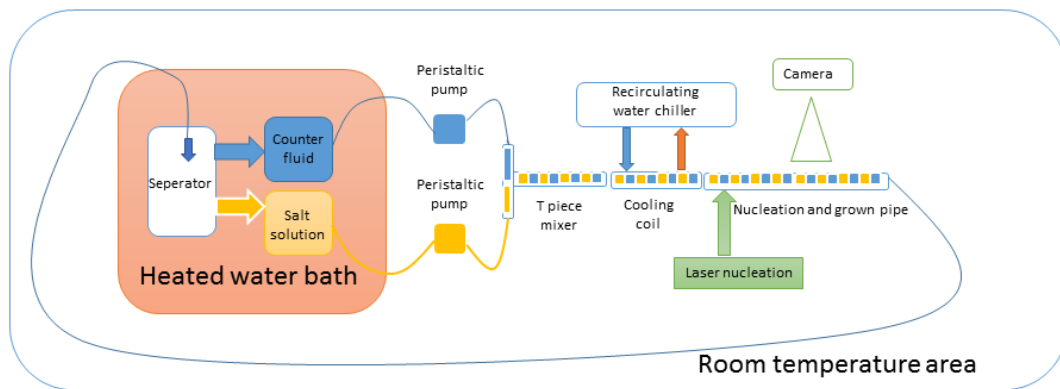 Peristaltic
pump
Camera
Recirculating
water chiller
Counter
fluid
Seperator
Peristaltic
pump
T piece
mixer
Cooling
coil
Nucleation and grown pipe
Salt
solution
Heated water bath
Laser nucleation
Room temperature area